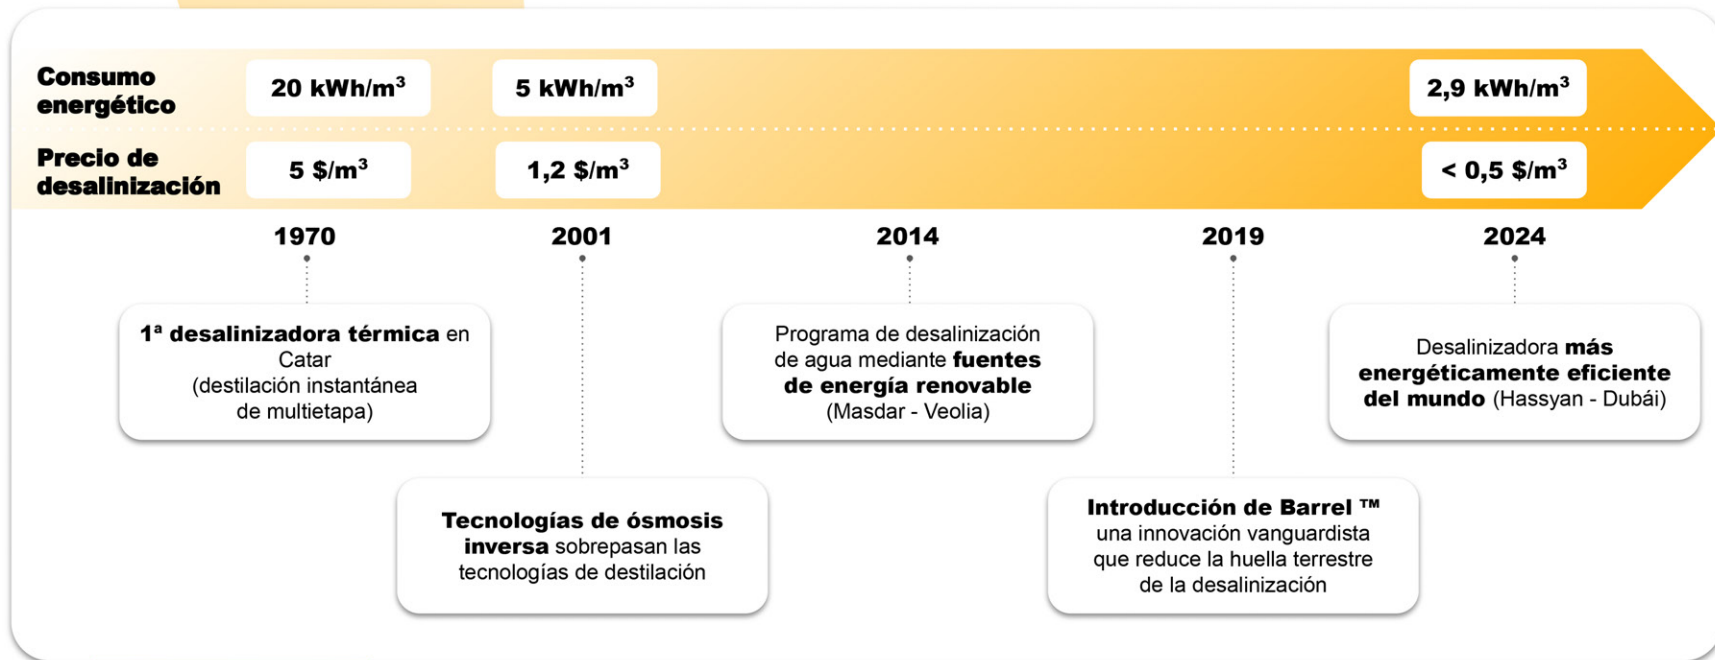 Consumo
energético
20 kWh/m³
5 kWh/m³
2,9 kWh/m³
Precio de
desalinización
5 $/m³
1,2 $/m³
< 0,5 $/m³
1970
2001
2014
2019
2024
1ª desalinizadora térmica en
Catar
(destilación instantánea
de multietapa)
Programa de desalinización
de agua mediante fuentes
de energía renovable
(Masdar - Veolia)
Desalinizadora más
energéticamente eficiente
del mundo (Hassyan - Dubái)
Tecnologías de ósmosis
inversa sobrepasan las
tecnologías de destilación
Introducción de Barrel ™
una innovación vanguardista
que reduce la huella terrestre
de la desalinización